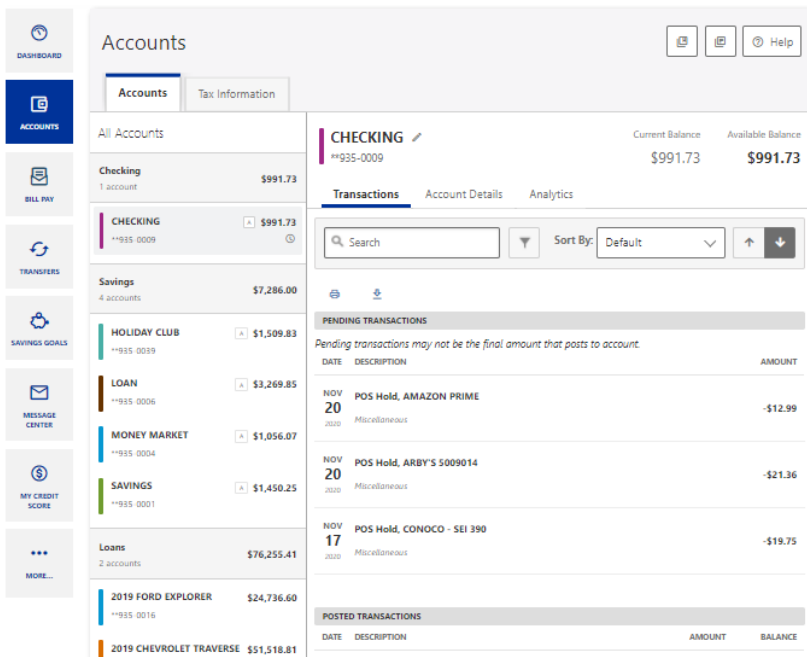 DASHBOARD
ACCOUNTS
BILL PAY
TRANSFERS
SAVINGS GOALS
MESSAGE
CENTER
MY CREDIT
SCORE
MORE...
Accounts
Help
Accounts Tax Information
All Accounts
Checking $991.73
1 account
CHECKING A $991.73
**935-0009
Savings $7,286.00
4 accounts
HOLIDAY CLUB A $1,509.83
**935-0039
LOAN A $3,269.85
**935-0006
MONEY MARKET A $1,056.07
**935-0004
SAVINGS A $1,450.25
**935-0001
Loans $76,255.41
2 accounts
2019 FORD EXPLORER $24,736.60
**935-0016
2019 CHEVROLET TRAVERSE $51,518.81
CHECKING Current Balance Available Balance
**935-0009 $991.73 $991.73
Transactions Account Details Analytics
Search Sort By: Default
PENDING TRANSACTIONS
Pending transactions may not be the final amount that posts to account.
DATE DESCRIPTION AMOUNT
NOV
20 POS Hold, AMAZON PRIME -$12.99
2020 Miscellaneous
NOV
20 POS Hold, ARBY'S 5009014 -$21.36
2020 Miscellaneous
NOV
17 POS Hold, CONOCO - SEI 390 -$19.75
2020 Miscellaneous
POSTED TRANSACTIONS
DATE DESCRIPTION AMOUNT BALANCE